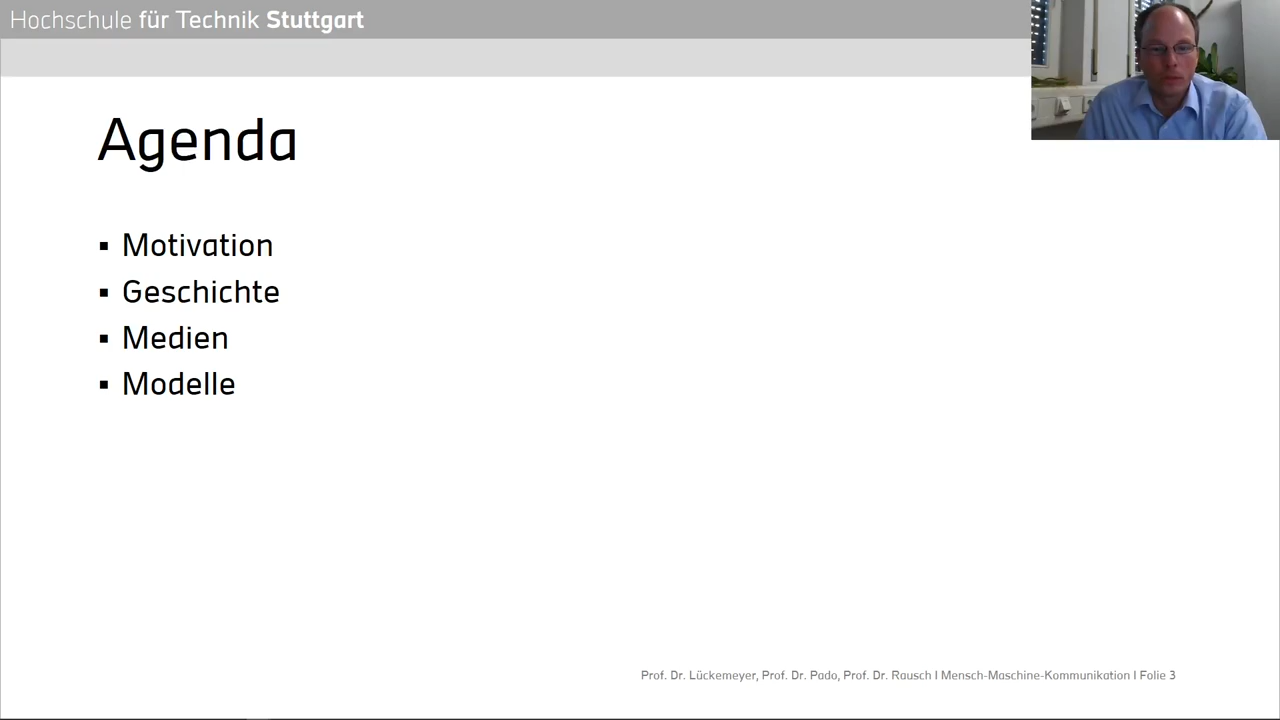 Hochschule für Technik Stuttgart
Agenda
▪ Motivation
▪ Geschichte
▪ Medien
▪ Modelle
Prof. Dr. Lückemeyer, Prof. Dr. Pado, Prof. Dr. Rausch I Mensch-Maschine-Kommunikation I Folie 3